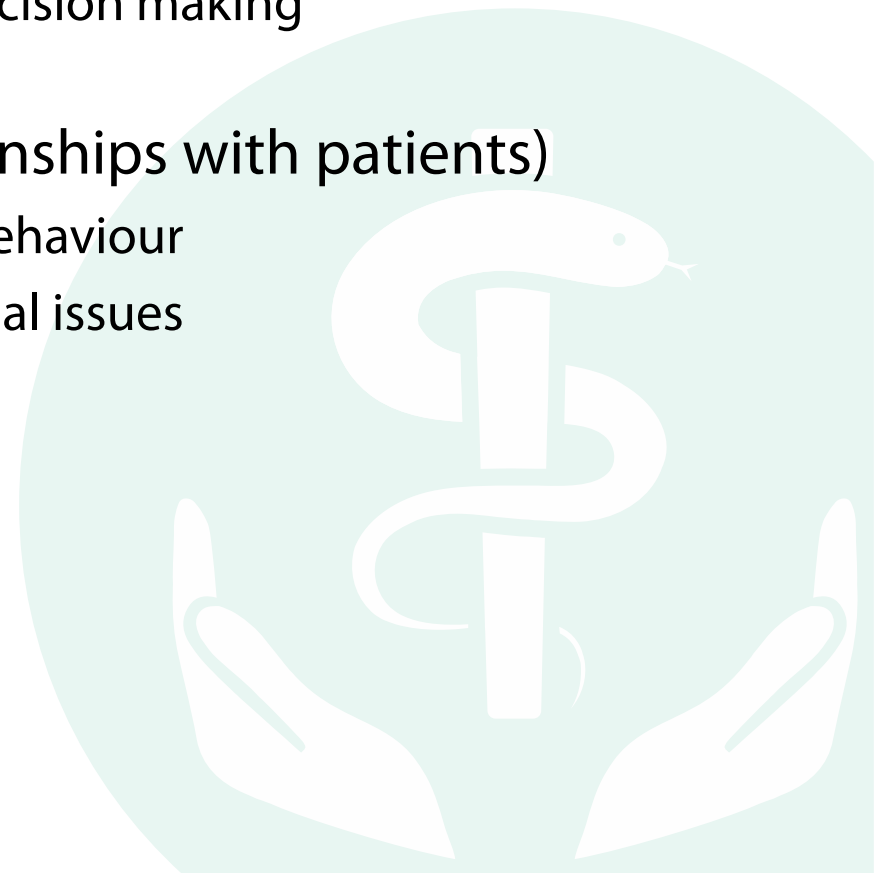 cision making
nships with patients)
ehaviour
al issues